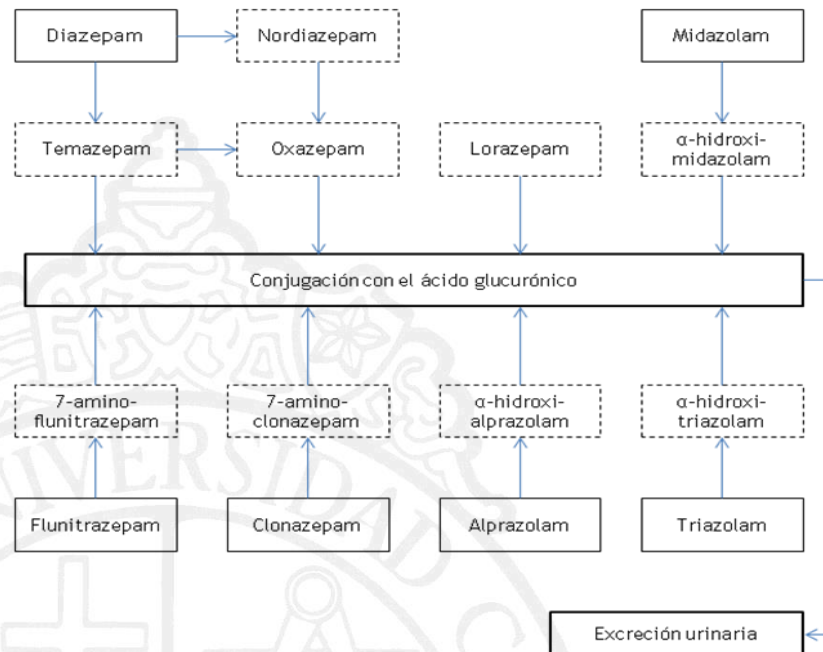 Diazepam
Nordiazepam
Midazolam
Temazepam
Oxazepam
Lorazepam
α-hidroxi-
midazolam
Conjugación con el ácido glucurónico
7-amino-
flunitrazepam
7-amino-
clonazepam
α-hidroxi-
alprazolam
α-hidroxi-
triazolam
Flunitrazepam
Clonazepam
Alprazolam
Triazolam
Excreción urinaria
UNIVERSIDAD